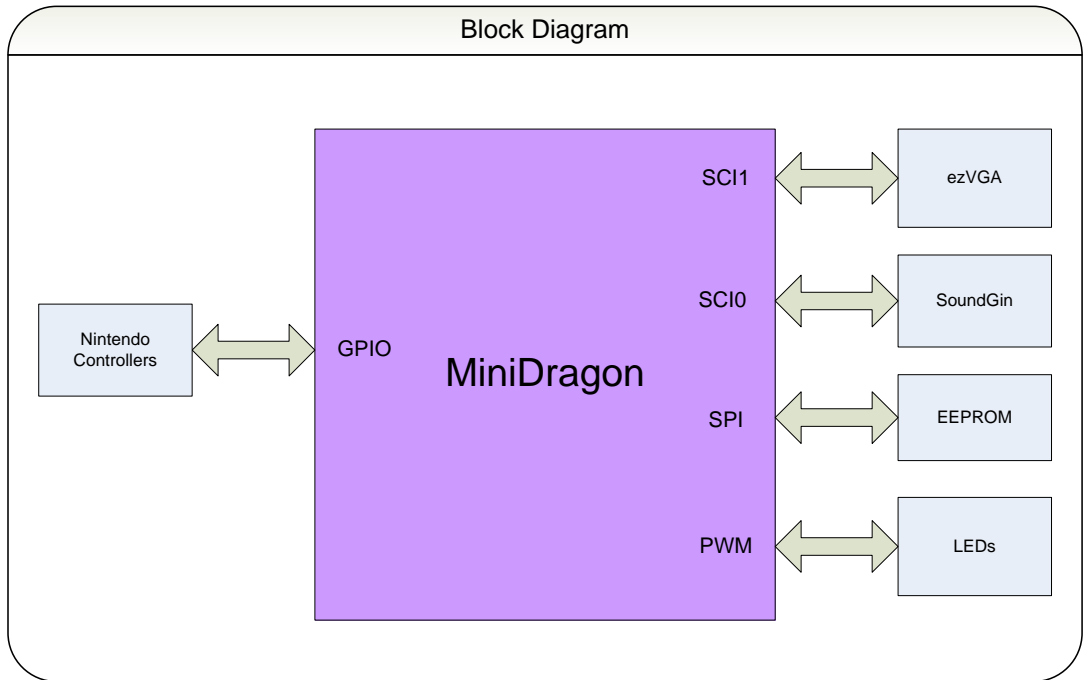 Block Diagram
SCI1
ezVGA
SCI0
SoundGin
Nintendo
Controllers
GPIO
MiniDragon
SPI
EEPROM
PWM
LEDs